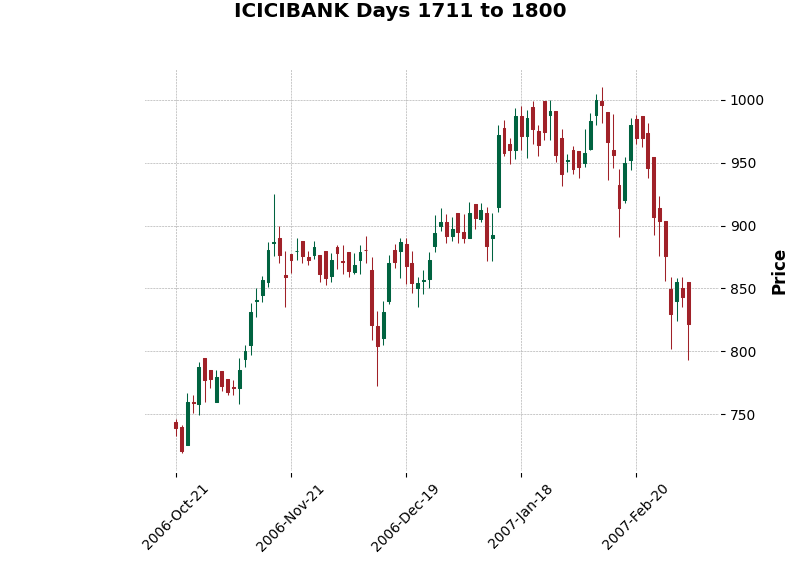 ICICIBANK Days 1711 to 1800
1000
950
900
850
800
750
Price
2006-Oct-21
2006-Nov-21
2006-Dec-19
2007-Jan-18
2007-Feb-20